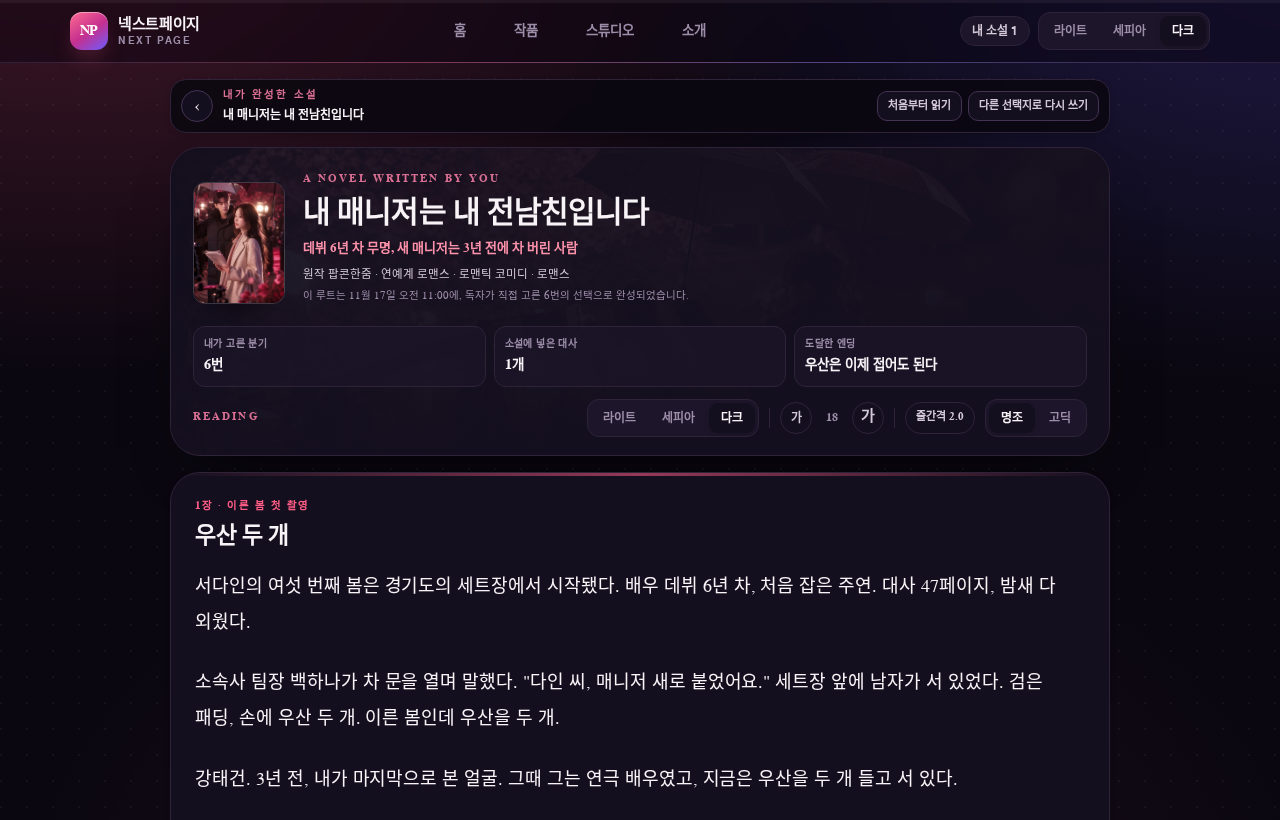 NP
넥스트페이지
NEXT PAGE
홈
작품
스튜디오
소개
내 소설 1
라이트
세피아
다크
‹
내가 완성한 소설
내 매니저는 내 전남친입니다
처음부터 읽기
다른 선택지로 다시 쓰기
A NOVEL WRITTEN BY YOU
내 매니저는 내 전남친입니다
데뷔 6년 차 무명, 새 매니저는 3년 전에 차 버린 사람
원작 팝콘한줌 · 연예계 로맨스 · 로맨틱 코미디 · 로맨스
이 루트는 11월 17일 오전 11:00에, 독자가 직접 고른 6번의 선택으로 완성되었습니다.
내가 고른 분기
6번
소설에 넣은 대사
1개
도달한 엔딩
우산은 이제 접어도 된다
READING
라이트
세피아
다크
가
18
가
줄간격 2.0
명조
고딕
1장 · 이른 봄 첫 촬영
우산 두 개
서다인의 여섯 번째 봄은 경기도의 세트장에서 시작됐다. 배우 데뷔 6년 차, 처음 잡은 주연. 대사 47페이지, 밤새 다
외웠다.
소속사 팀장 백하나가 차 문을 열며 말했다. "다인 씨, 매니저 새로 붙었어요." 세트장 앞에 남자가 서 있었다. 검은
패딩, 손에 우산 두 개. 이른 봄인데 우산을 두 개.
강태건. 3년 전, 내가 마지막으로 본 얼굴. 그때 그는 연극 배우였고, 지금은 우산을 두 개 들고 서 있다.